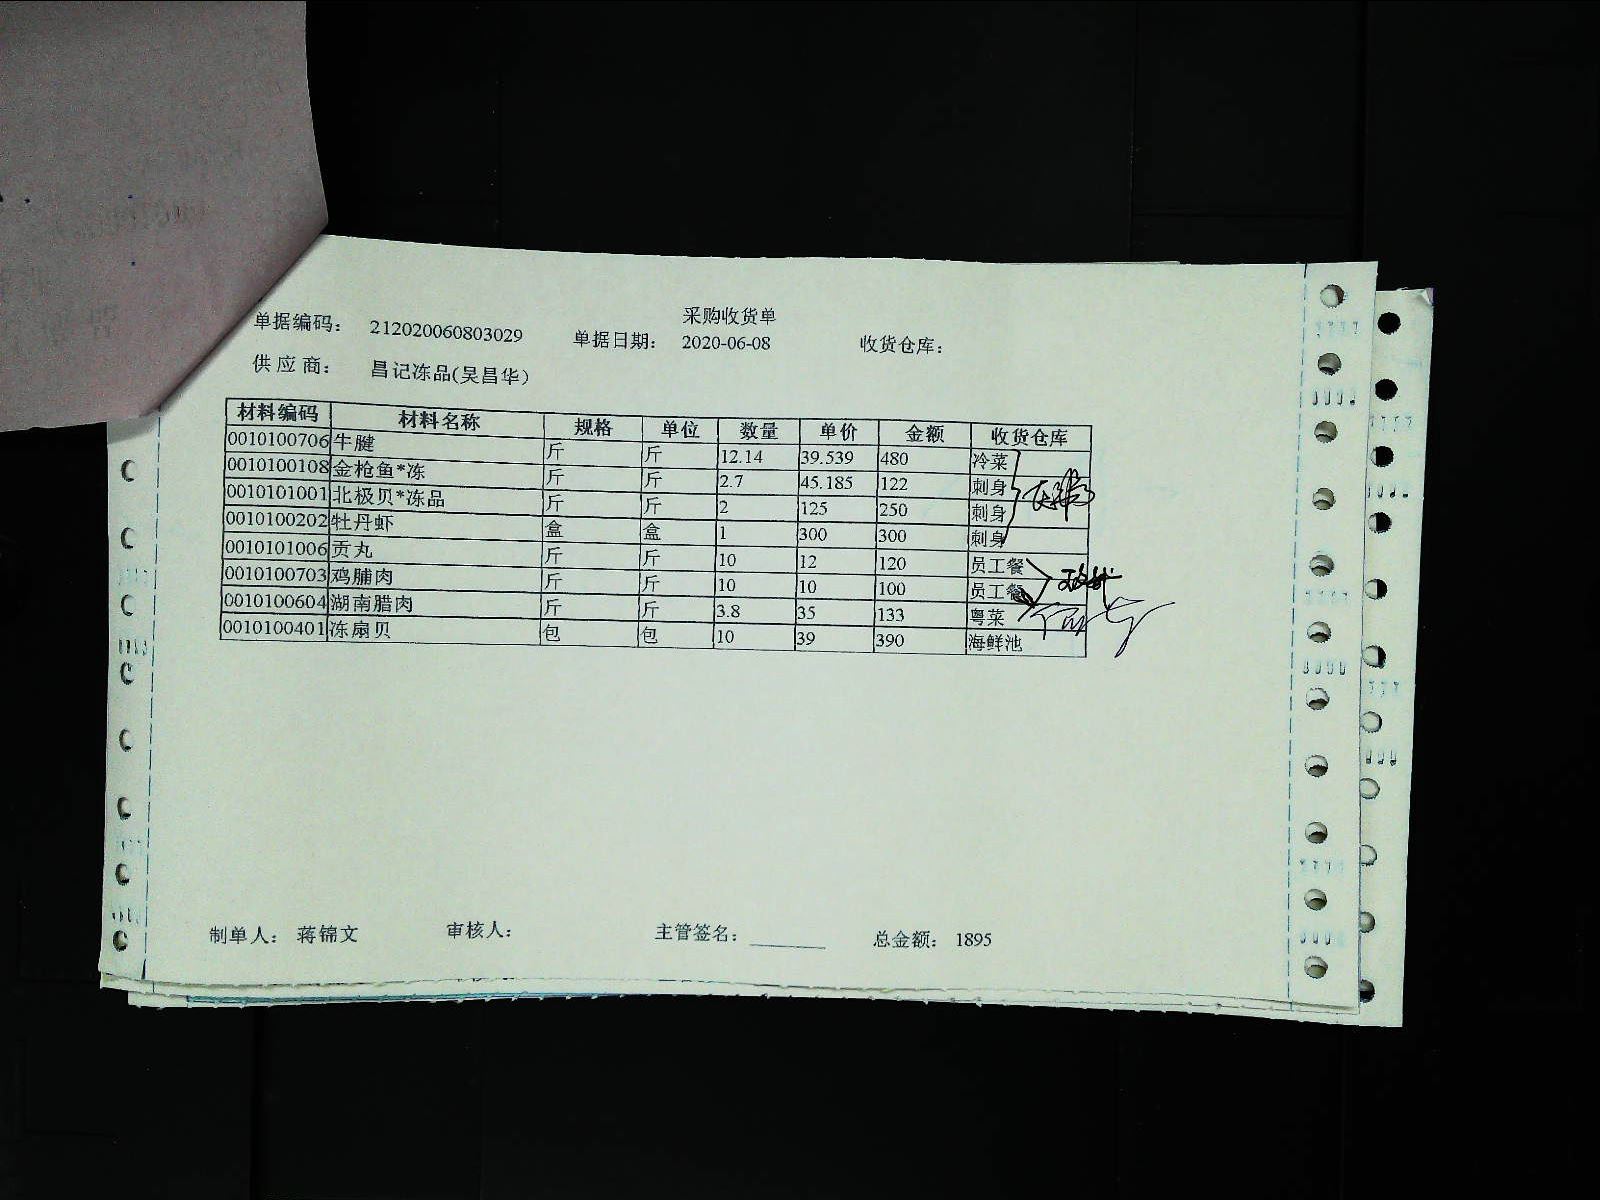 采购收货单
单据编码： 212020060803029 单据日期： 2020-06-08 收货仓库：
供应商： 昌记冻品(吴昌华)
材料编码 材料名称 规格 单位 数量 单价 金额 收货仓库
0010100706 牛腱 斤 斤 12.14 39.539 480 冷菜
0010100108 金枪鱼*冻 斤 斤 2.7 45.185 122 刺身
0010101001 北极贝*冻品 斤 斤 2 125 250 刺身
0010100202 牡丹虾 盒 盒 1 300 300 刺身
0010101006 贡丸 斤 斤 10 12 120 员工餐
0010100703 鸡脯肉 斤 斤 10 10 100 员工餐
0010100604 湖南腊肉 斤 斤 3.8 35 133 粤菜
0010100401 冻扇贝 包 包 10 39 390 海鲜池
制单人： 蒋锦文 审核人： 主管签名： 总金额： 1895